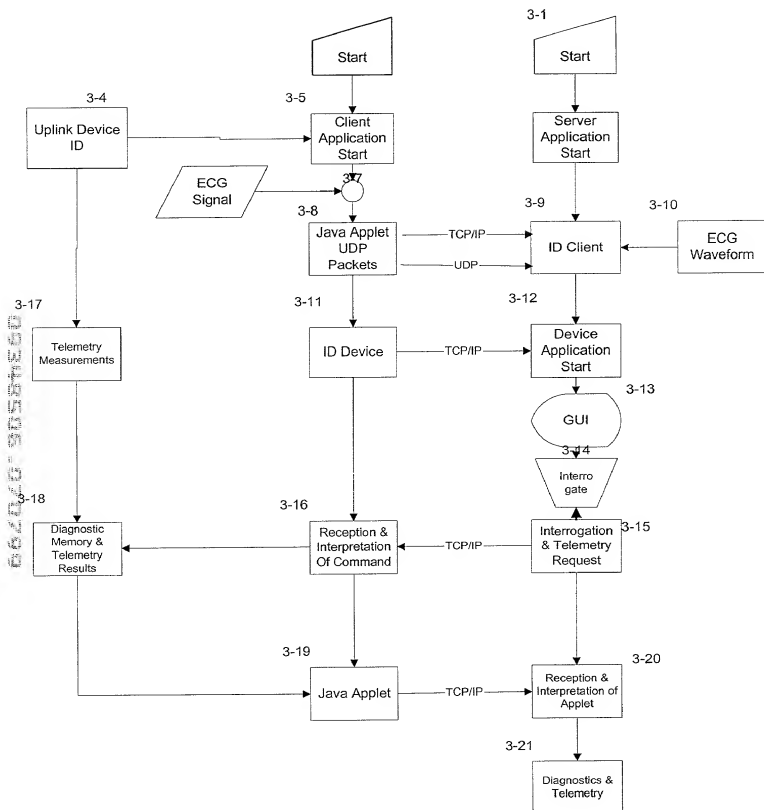 3-1
Start
Start
3-4
3-5
Uplink Device
ID
Client
Application
Start
Server
Application
Start
3-7
ECG
Signal
3-8
3-9
3-10
Java Applet
UDP
Packets
TCP/IP
UDP
ID Client
ECG
Waveform
3-11
3-12
3-17
Telemetry
Measurements
ID Device
TCP/IP
Device
Application
Start
3-13
GUI
3-14
Interro
gate
3-18
3-16
3-15
Diagnostic
Memory &
Telemetry
Results
Reception &
Interpretation
Of Command
TCP/IP
Interrogation
& Telemetry
Request
3-19
3-20
Java Applet
TCP/IP
Reception &
Interpretation of
Applet
3-21
Diagnostics &
Telemetry